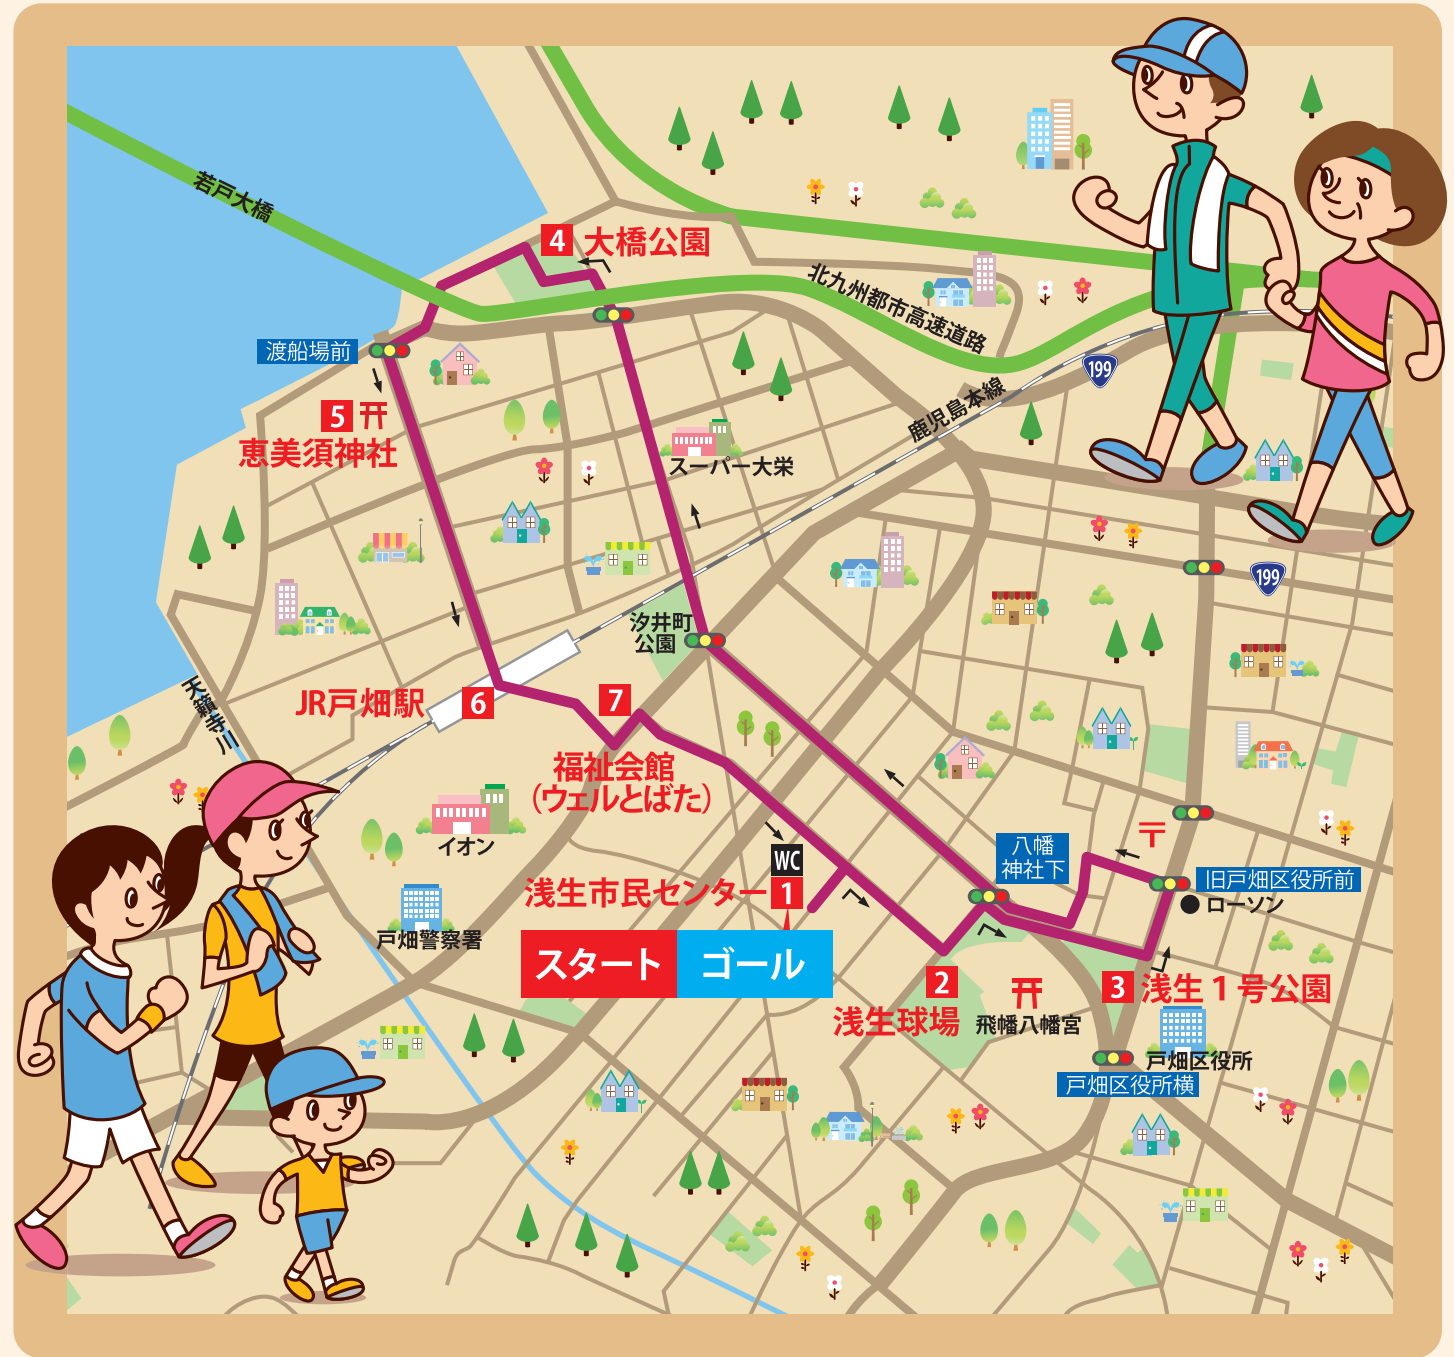 若戸大橋
4 大橋公園
北九州都市高速道路
渡船場前
199
鹿児島本線
5
恵美須神社
スーパー大栄
199
汐井町
公園
天籟寺川
JR戸畑駅
6
7
福祉会館
（ウェルとばた）
イオン
八幡
神社下
〒
WC
浅生市民センター 1
旧戸畑区役所前
ローソン
戸畑警察署
スタート ゴール
2
浅生球場
飛幡八幡宮
3 浅生1号公園
戸畑区役所
戸畑区役所横